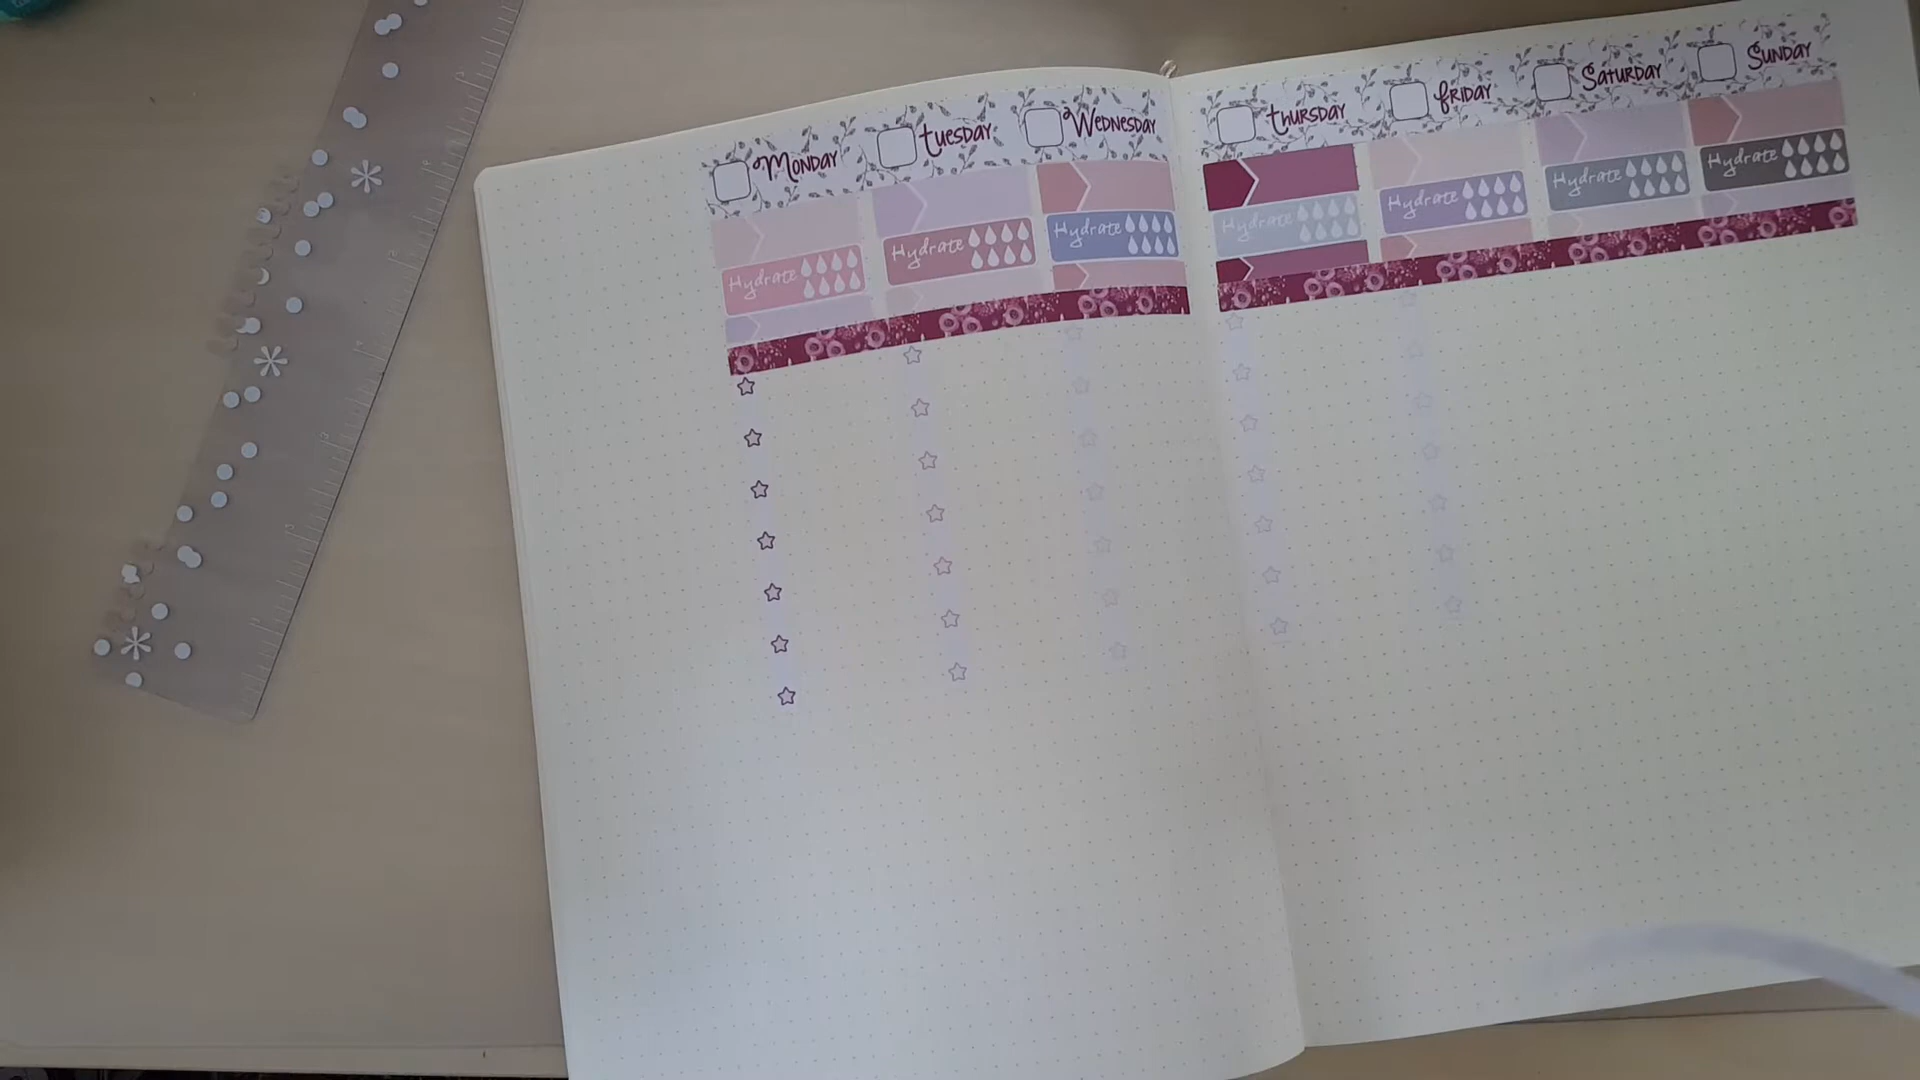 Monday
tuesday
Wednesday
thursday
friday
Saturday
Sunday
Hydrate
Hydrate
Hydrate
Hydrate
Hydrate
Hydrate
Hydrate